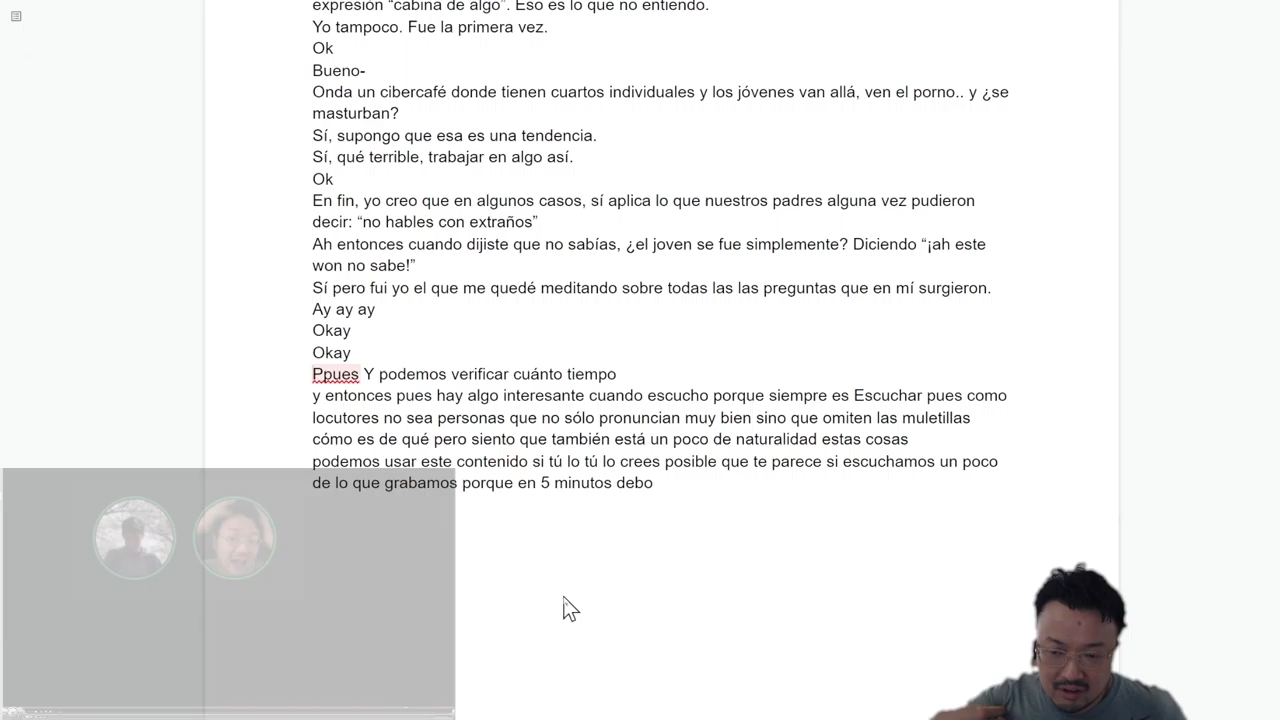 expresión “cabina de algo”. Eso es lo que no entiendo.
Yo tampoco. Fue la primera vez.
Ok
Bueno-
Onda un cibercafé donde tienen cuartos individuales y los jóvenes van allá, ven el porno.. y ¿se
masturban?
Sí, supongo que esa es una tendencia.
Sí, qué terrible, trabajar en algo así.
Ok
En fin, yo creo que en algunos casos, sí aplica lo que nuestros padres alguna vez pudieron
decir: “no hables con extraños”
Ah entonces cuando dijiste que no sabías, ¿el joven se fue simplemente? Diciendo “¡ah este
won no sabe!”
Sí pero fui yo el que me quedé meditando sobre todas las las preguntas que en mí surgieron.
Ay ay ay
Okay
Okay
Ppues Y podemos verificar cuánto tiempo
y entonces pues hay algo interesante cuando escucho porque siempre es Escuchar pues como
locutores no sea personas que no sólo pronuncian muy bien sino que omiten las muletillas
cómo es de qué pero siento que también está un poco de naturalidad estas cosas
podemos usar este contenido si tú lo tú lo crees posible que te parece si escuchamos un poco
de lo que grabamos porque en 5 minutos debo